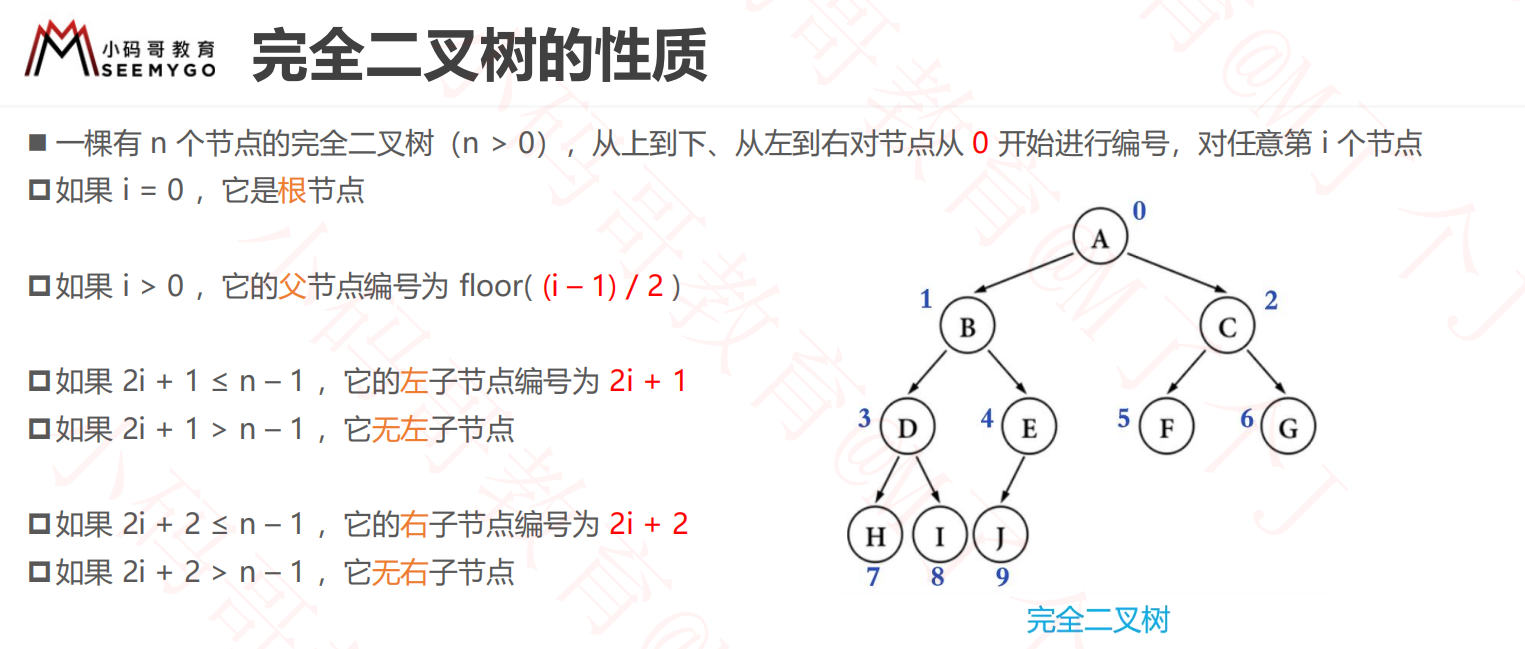 小码哥教育
SEEMYGO
完全二叉树的性质
■ 一棵有 n 个节点的完全二叉树（n > 0），从上到下、从左到右对节点从 0 开始进行编号，对任意第 i 个节点
如果 i = 0 ，它是根节点
如果 i > 0 ，它的父节点编号为 floor( (i – 1) / 2 )
如果 2i + 1 ≤ n – 1 ，它的左子节点编号为 2i + 1
如果 2i + 1 > n – 1 ，它无左子节点
如果 2i + 2 ≤ n – 1 ，它的右子节点编号为 2i + 2
如果 2i + 2 > n – 1 ，它无右子节点
A 0
1 B
C 2
3 D
4 E
5 F
6 G
H I J
7 8 9
完全二叉树
小码哥教育@M了个J